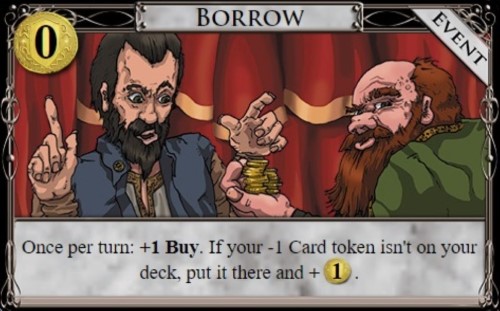 BORROW
0
EVENT
Once per turn: +1 Buy. If your -1 Card token isn't on your
deck, put it there and + 1 .